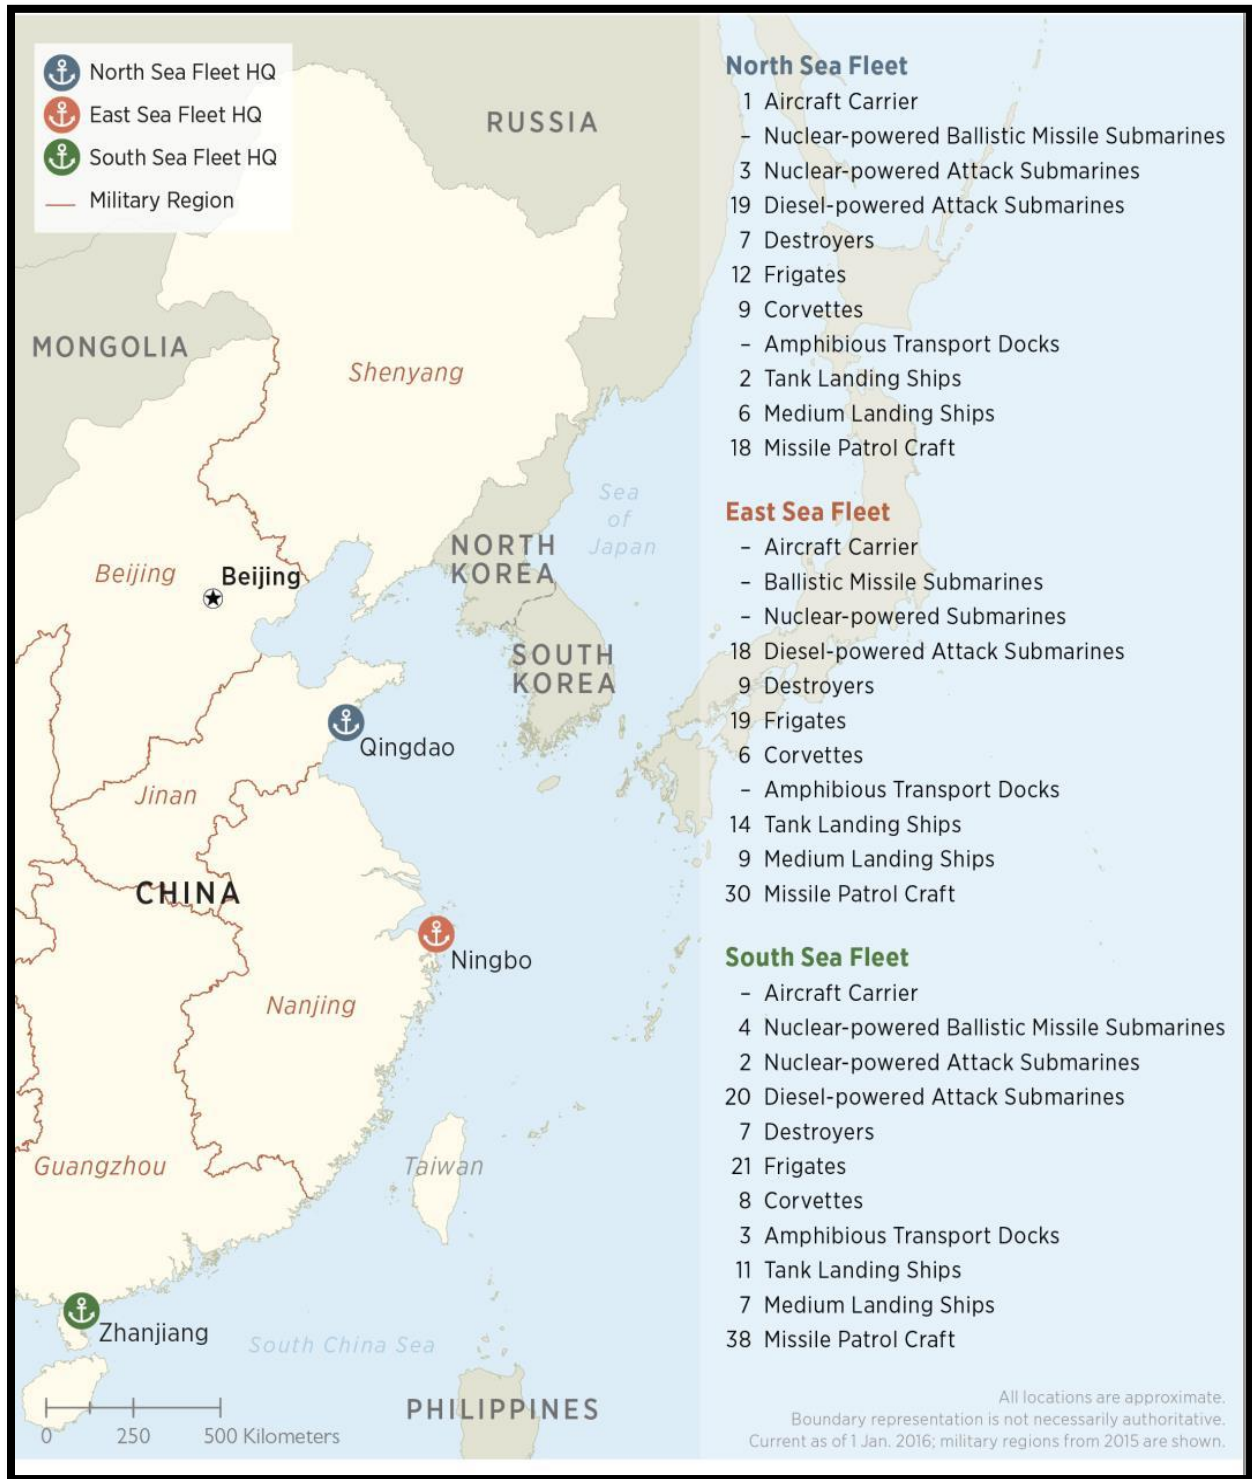 North Sea Fleet HQ
East Sea Fleet HQ
South Sea Fleet HQ
Military Region
RUSSIA
MONGOLIA
Shenyang
Sea
of
Japan
NORTH
KOREA
Beijing
Beijing
SOUTH
KOREA
Qingdao
Jinan
CHINA
Ningbo
Nanjing
Guangzhou
Taiwan
Zhanjiang
South China Sea
PHILIPPINES
0 250 500 Kilometers
North Sea Fleet
1 Aircraft Carrier
– Nuclear-powered Ballistic Missile Submarines
3 Nuclear-powered Attack Submarines
19 Diesel-powered Attack Submarines
7 Destroyers
12 Frigates
9 Corvettes
– Amphibious Transport Docks
2 Tank Landing Ships
6 Medium Landing Ships
18 Missile Patrol Craft
East Sea Fleet
– Aircraft Carrier
– Ballistic Missile Submarines
– Nuclear-powered Submarines
18 Diesel-powered Attack Submarines
9 Destroyers
19 Frigates
6 Corvettes
– Amphibious Transport Docks
14 Tank Landing Ships
9 Medium Landing Ships
30 Missile Patrol Craft
South Sea Fleet
– Aircraft Carrier
4 Nuclear-powered Ballistic Missile Submarines
2 Nuclear-powered Attack Submarines
20 Diesel-powered Attack Submarines
7 Destroyers
21 Frigates
8 Corvettes
3 Amphibious Transport Docks
11 Tank Landing Ships
7 Medium Landing Ships
38 Missile Patrol Craft
All locations are approximate.
Boundary representation is not necessarily authoritative.
Current as of 1 Jan. 2016; military regions from 2015 are shown.